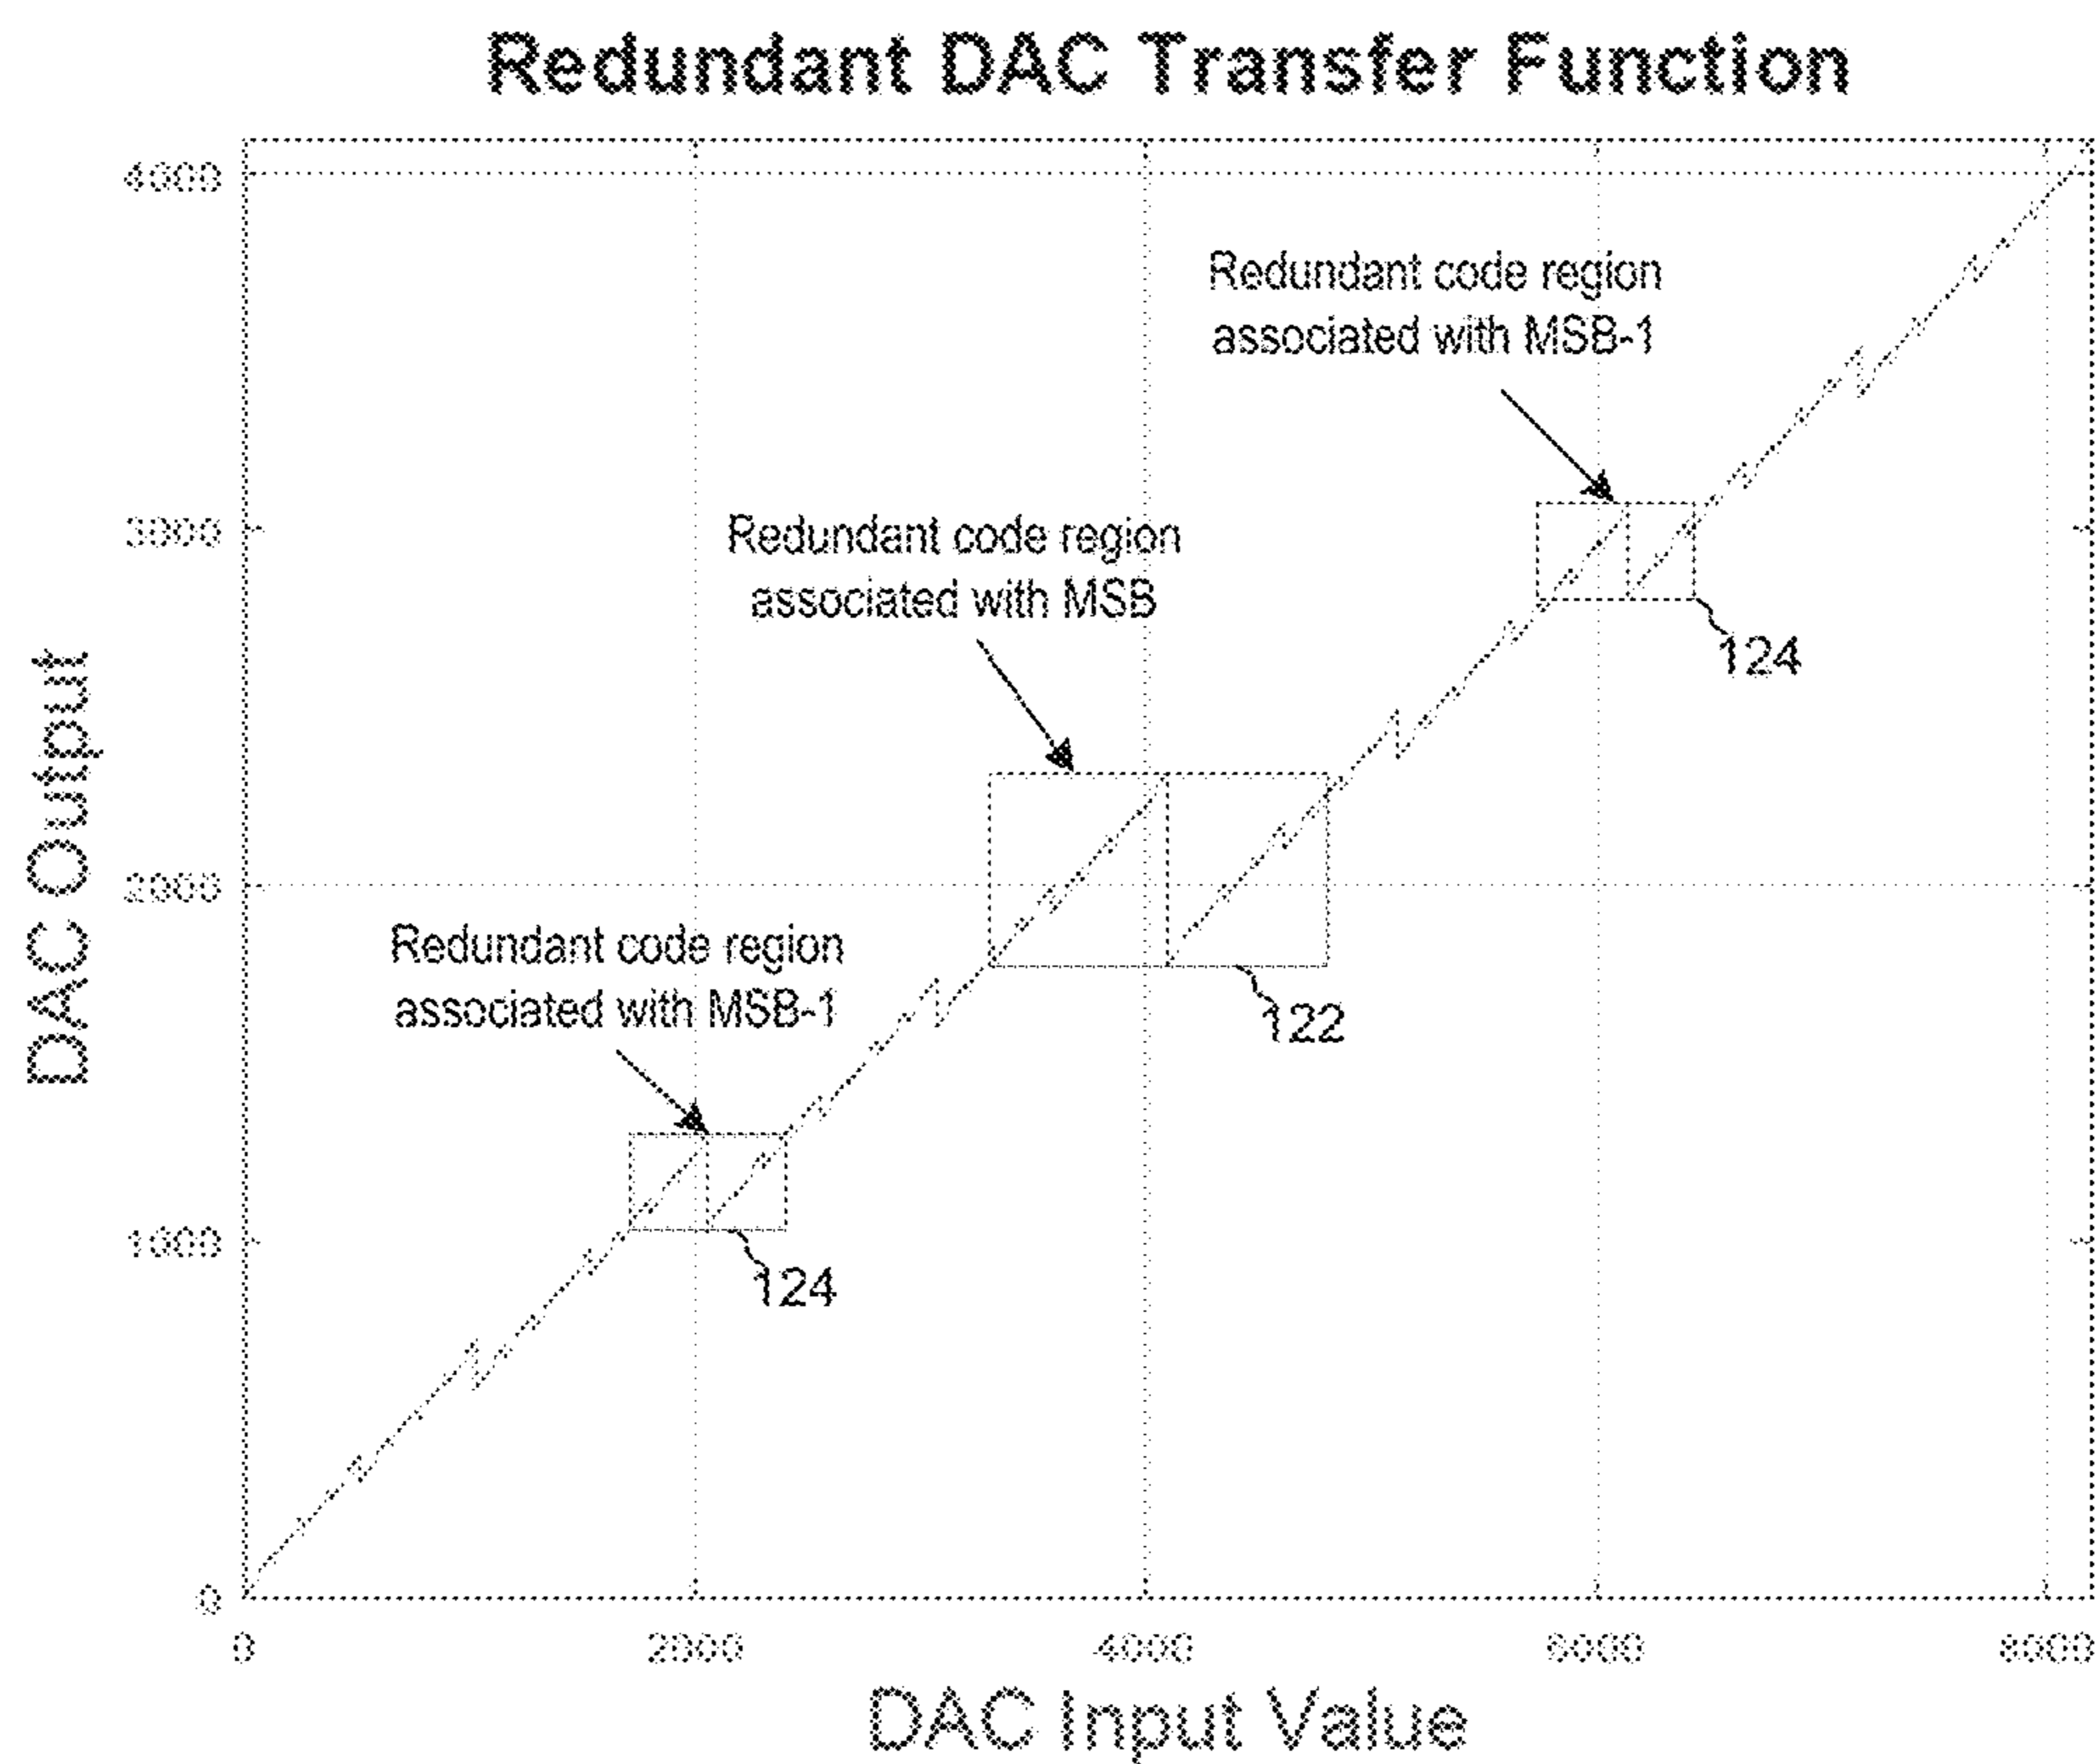 Redundant DAC Transfer Function
4000
Redundant code region
associated with MSB-1
3000
Redundant code region
associated with MSB
124
DAC Output
2000
Redundant code region
associated with MSB-1
122
1000
124
0
0 2000 4000 6000 8000
DAC Input Value